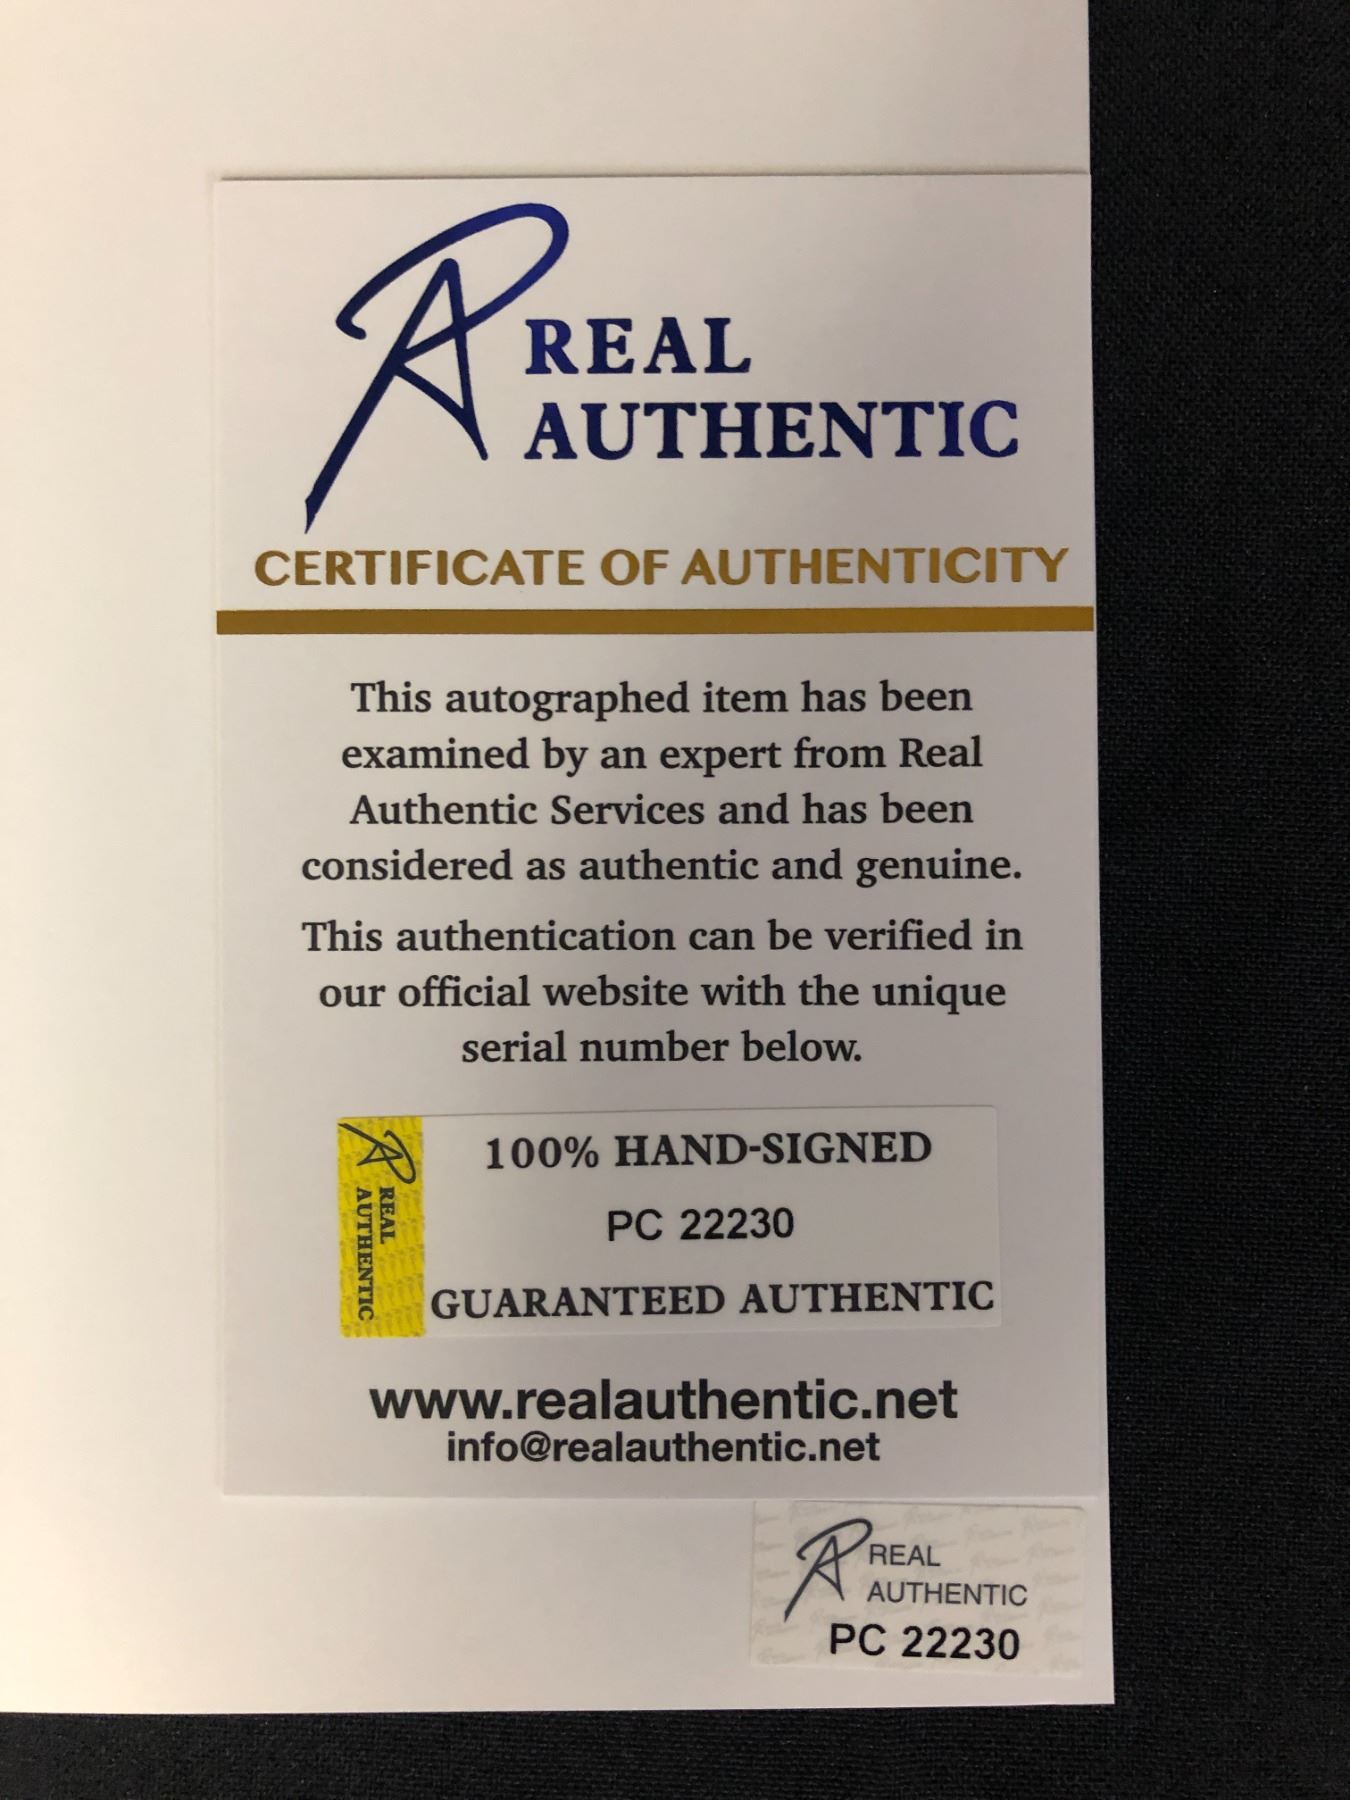 REAL
AUTHENTIC
CERTIFICATE OF AUTHENTICITY
This autographed item has been
examined by an expert from Real
Authentic Services and has been
considered as authentic and genuine.
This authentication can be verified in
our official website with the unique
serial number below.
REAL
AUTHENTIC
100% HAND-SIGNED
PC 22230
GUARANTEED AUTHENTIC
www.realauthentic.net
info@realauthentic.net
REAL
AUTHENTIC
PC 22230